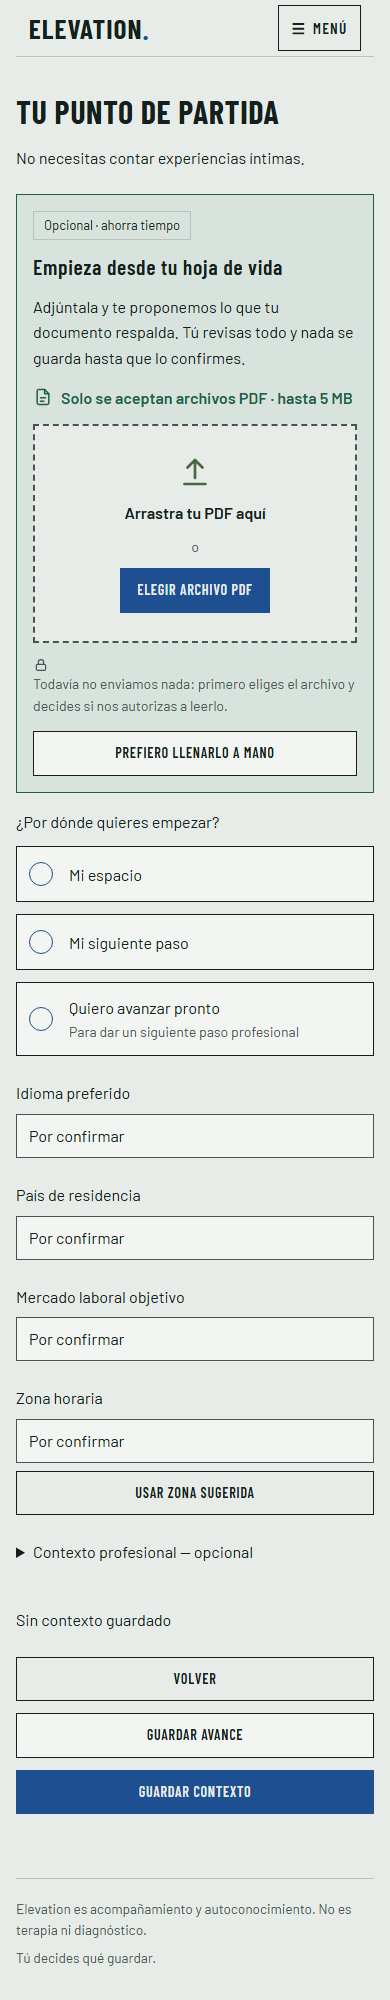 ELEVATION.
☰ MENÚ
TU PUNTO DE PARTIDA
No necesitas contar experiencias íntimas.
Opcional · ahorra tiempo
Empieza desde tu hoja de vida
Adjúntala y te proponemos lo que tu
documento respalda. Tú revisas todo y nada se
guarda hasta que lo confirmes.
Solo se aceptan archivos PDF · hasta 5 MB
Arrastra tu PDF aquí
o
ELEGIR ARCHIVO PDF
Todavía no enviamos nada: primero eliges el archivo y
decides si nos autorizas a leerlo.
PREFIERO LLENARLO A MANO
¿Por dónde quieres empezar?
Mi espacio
Mi siguiente paso
Quiero avanzar pronto
Para dar un siguiente paso profesional
Idioma preferido
Por confirmar
País de residencia
Por confirmar
Mercado laboral objetivo
Por confirmar
Zona horaria
Por confirmar
USAR ZONA SUGERIDA
Contexto profesional — opcional
Sin contexto guardado
VOLVER
GUARDAR AVANCE
GUARDAR CONTEXTO
Elevation es acompañamiento y autoconocimiento. No es
terapia ni diagnóstico.
Tú decides qué guardar.